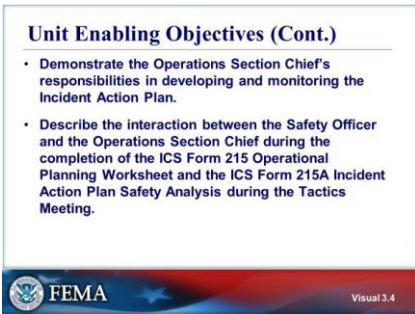 Unit Enabling Objectives (Cont.)
• Demonstrate the Operations Section Chief's
responsibilities in developing and monitoring the
Incident Action Plan.
• Describe the interaction between the Safety Officer
and the Operations Section Chief during the
completion of the ICS Form 215 Operational
Planning Worksheet and the ICS Form 215A Incident
Action Plan Safety Analysis during the Tactics
Meeting.
FEMA
Visual 3.4